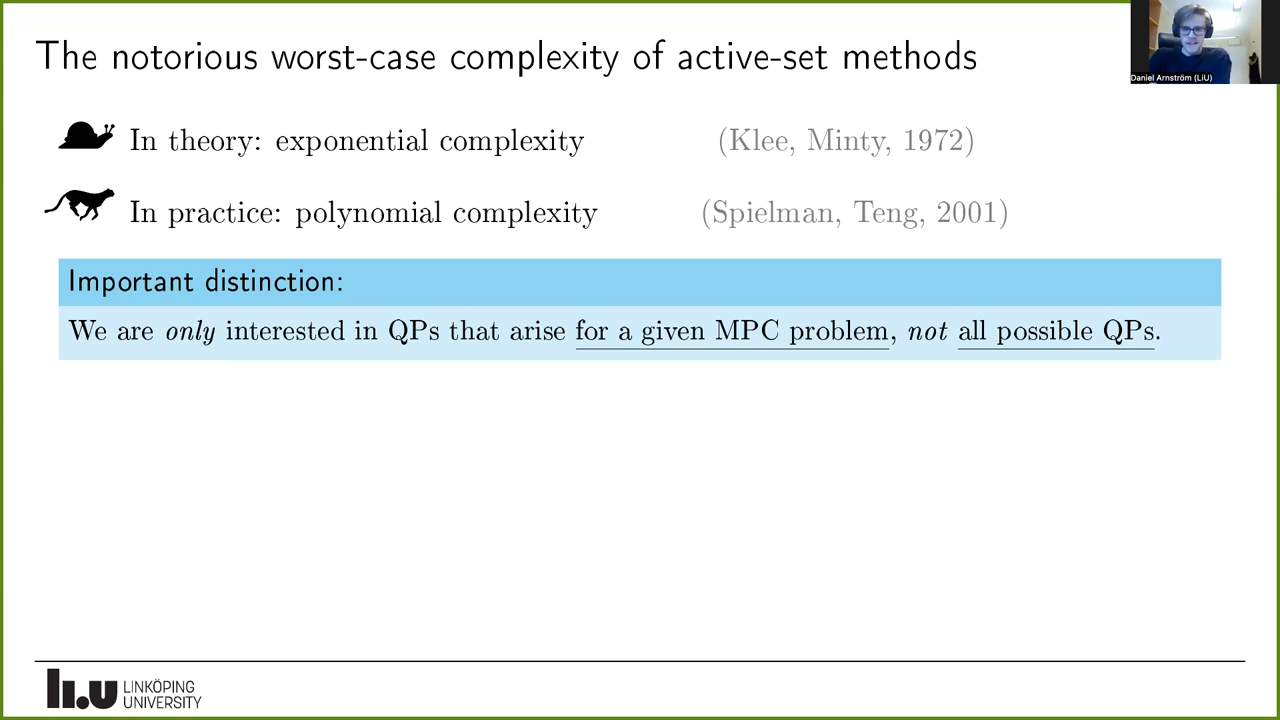 The notorious worst-case complexity of active-set methods
Daniel Arnström (LiU)
In theory: exponential complexity (Klee, Minty, 1972)
In practice: polynomial complexity (Spielman, Teng, 2001)
Important distinction:
We are only interested in QPs that arise for a given MPC problem, not all possible QPs.
li.u LINKÖPING
UNIVERSITY